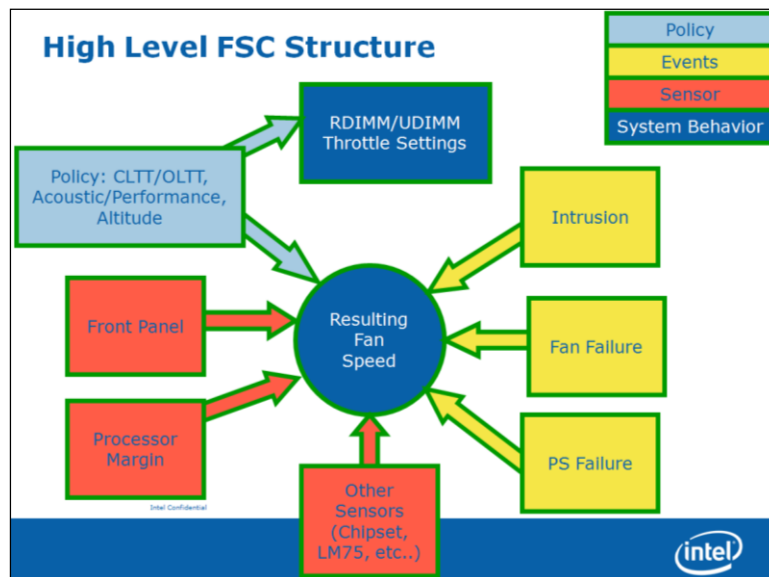 High Level FSC Structure
Policy
Events
Sensor
System Behavior
RDIMM/UDIMM
Throttle Settings
Policy: CLTT/OLTT,
Acoustic/Performance,
Altitude
Intrusion
Front Panel
Resulting
Fan
Speed
Fan Failure
Processor
Margin
PS Failure
Other
Sensors
(Chipset,
LM75, etc..)
Intel Confidential
intel